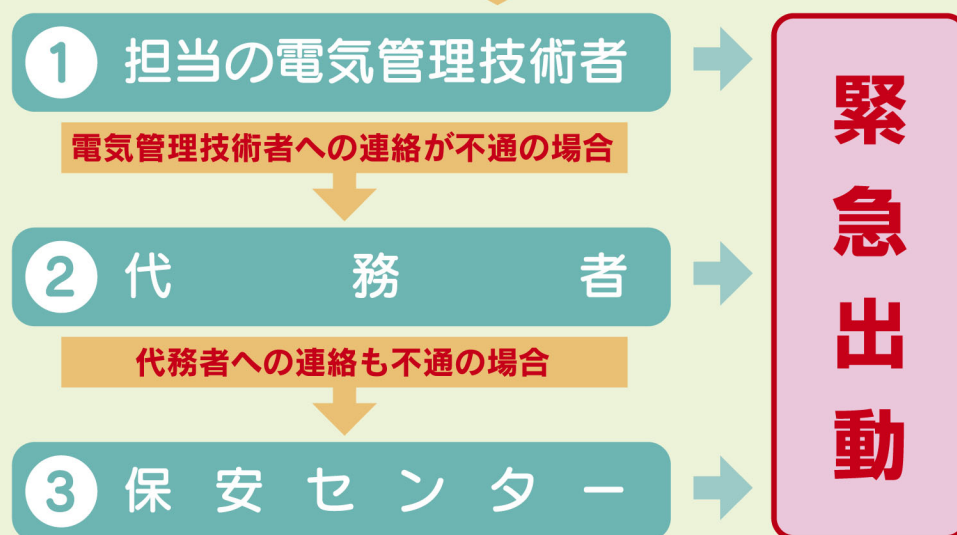 1 担当の電気管理技術者
電気管理技術者への連絡が不通の場合
2 代務者
代務者への連絡も不通の場合
3 保安センター
緊急出動